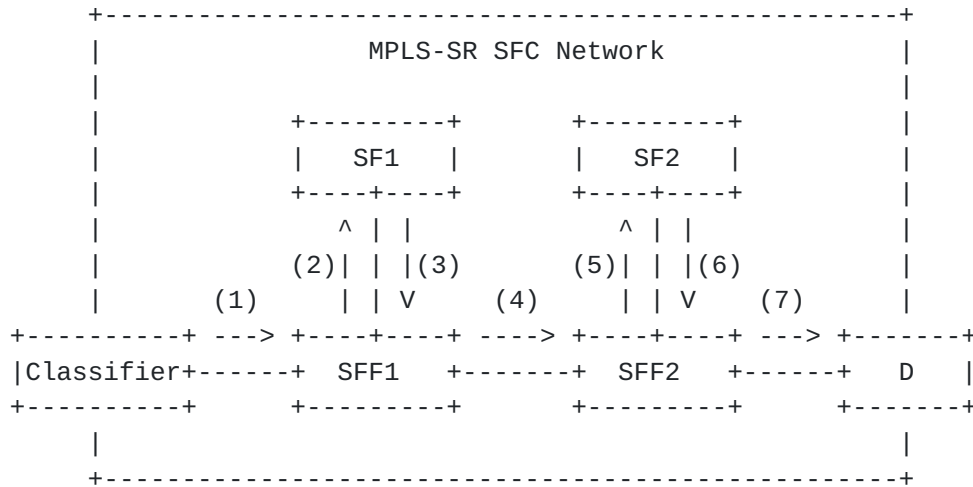 MPLS-SR SFC Network
SF1 SF2
(2) (3) (5) (6)
(1) (4) (7)
Classifier SFF1 SFF2 D